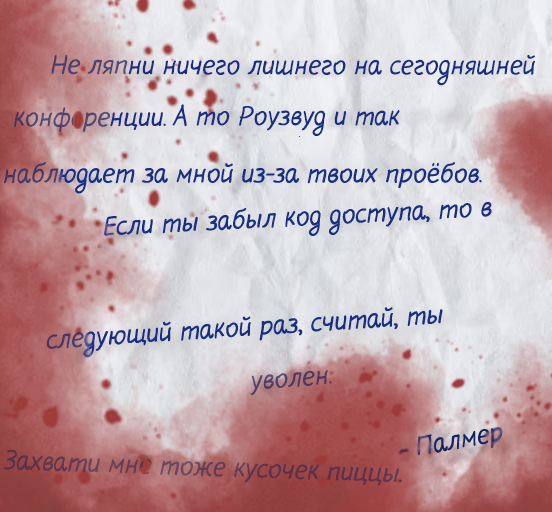 Не ляпни ничего лишнего на сегодняшней
конференции. А то Роузвуд и так
наблюдает за мной из-за твоих проёбов.
Если ты забыл код доступа, то в
следующий такой раз, считай, ты
уволен.
- Палмер
Захвати мне тоже кусочек пиццы.